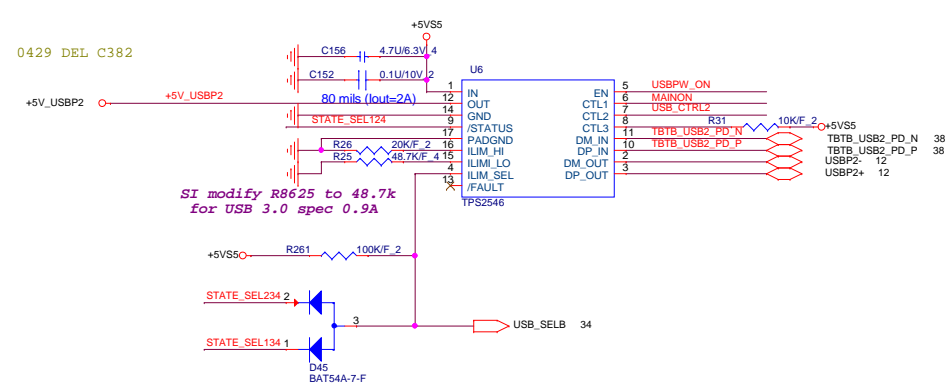 +5VS5
0429 DEL C382
C156 4.7U/6.3V_4
C152 0.1U/10V_2
U6
+5V_USBP2 +5V_USBP2
80 mils (Iout=2A)
1 IN EN 5 USBPW_ON
12 OUT CTL1 6 MAINON
14 GND CTL2 7 USB_CTRL2
STATE_SEL124 9 /STATUS CTL3 8 R31 10K/F_2 +5VS5
17 PADGND DM_IN 11 TBTB_USB2_PD_N TBTB_USB2_PD_N 38
R26 20K/F_2 16 ILIM_HI DP_IN 10 TBTB_USB2_PD_P TBTB_USB2_PD_P 38
R25 48.7K/F_4 15 ILIMI_LO DM_OUT 2 USBP2- 12
4 ILIM_SEL DP_OUT 3 USBP2+ 12
13 /FAULT
TPS2546
SI modify R8625 to 48.7k
for USB 3.0 spec 0.9A
+5VS5 R261 100K/F_2
STATE_SEL234 2
3 USB_SELB 34
STATE_SEL134 1
D45
BAT54A-7-F